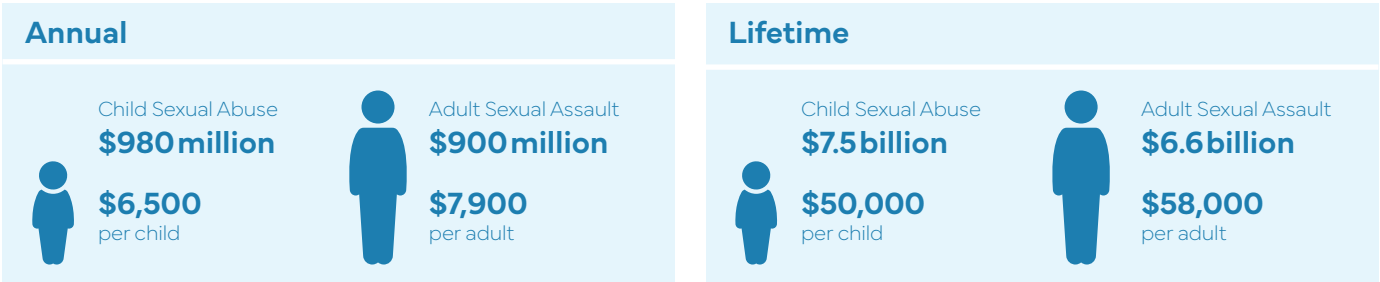 Annual
Child Sexual Abuse
$980 million
$6,500
per child
Adult Sexual Assault
$900 million
$7,900
per adult
Lifetime
Child Sexual Abuse
$7.5 billion
$50,000
per child
Adult Sexual Assault
$6.6 billion
$58,000
per adult